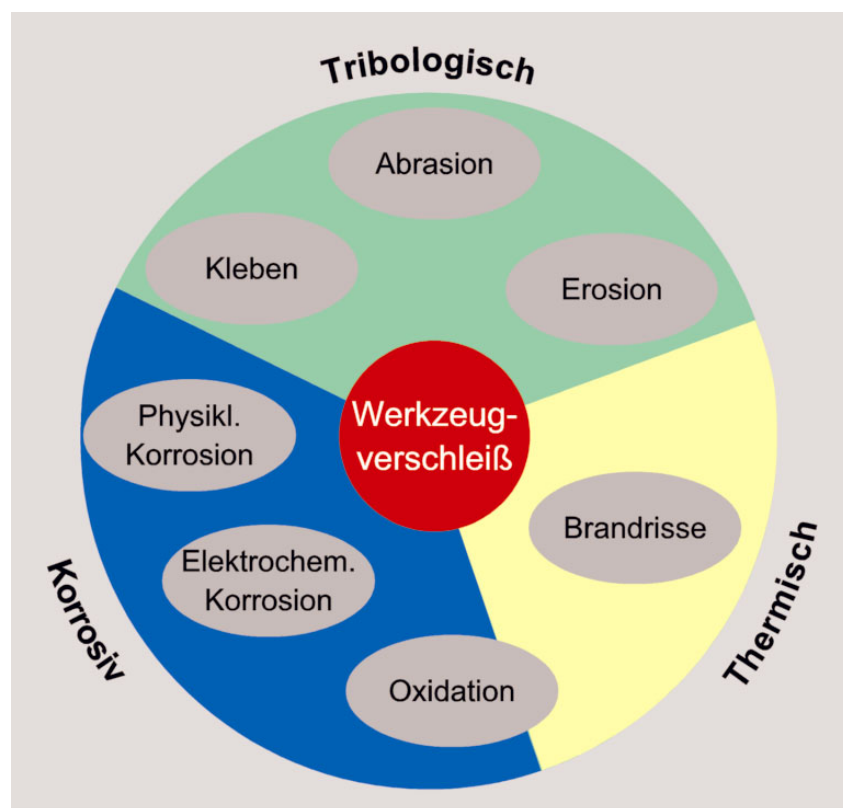 Tribologisch
Abrasion
Kleben
Erosion
Werkzeug-
verschleiß
Physikl.
Korrosion
Brandrisse
Elektrochem.
Korrosion
Oxidation
Korrosiv
Thermisch